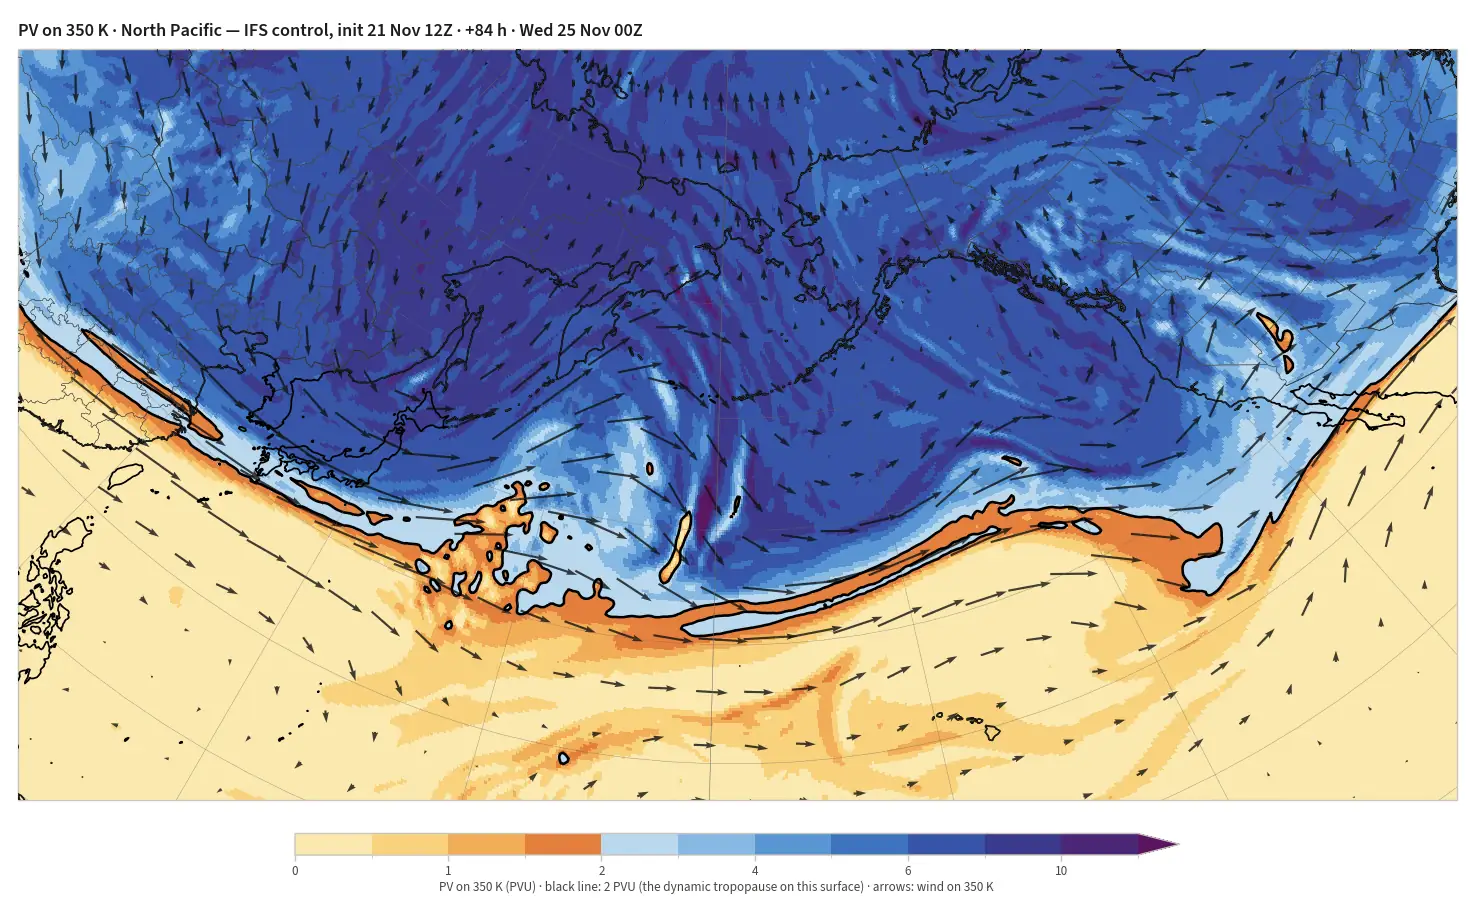 PV on 350 K · North Pacific — IFS control, init 21 Nov 12Z · +84 h · Wed 25 Nov 00Z
0 1 2 4 6 10
PV on 350 K (PVU) · black line: 2 PVU (the dynamic tropopause on this surface) · arrows: wind on 350 K